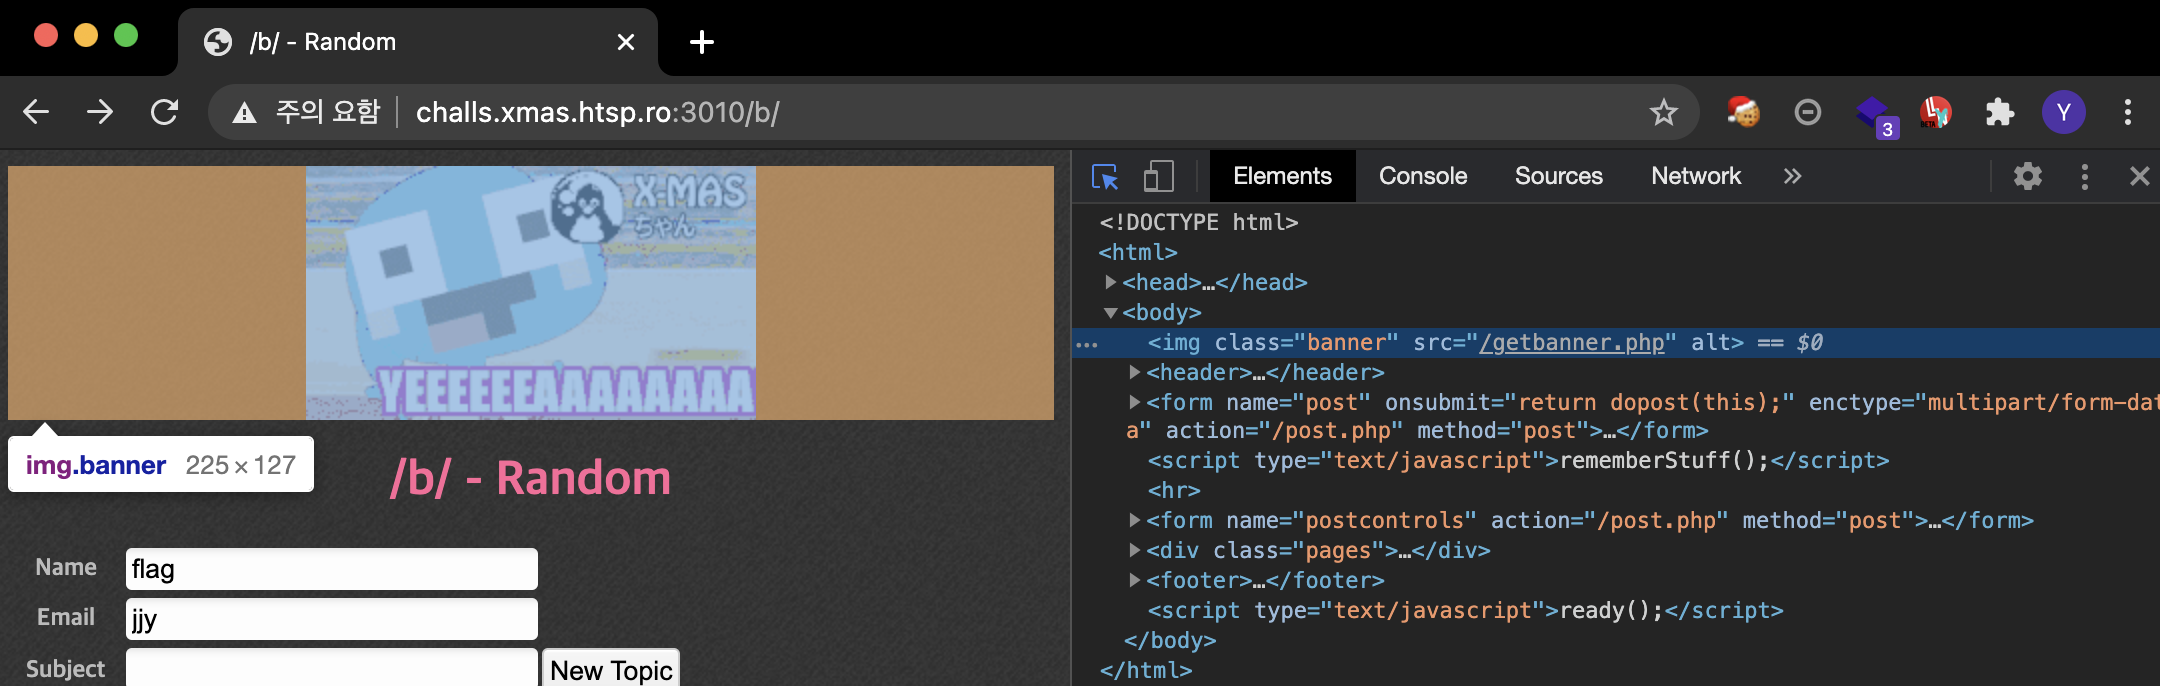 /b/ - Random
주의 요함
challs.xmas.htsp.ro:3010/b/
3
BETA
Y
X-MAS
ちゃん
YEEEEEEAAAAAAAA
img.banner 225 × 127
/b/ - Random
Name flag
Email jjy
Subject New Topic
Elements Console Sources Network »
<!DOCTYPE html>
<html>
<head>…</head>
<body>
… <img class="banner" src="/getbanner.php" alt> == $0
<header>…</header>
<form name="post" onsubmit="return dopost(this);" enctype="multipart/form-dat
a" action="/post.php" method="post">…</form>
<script type="text/javascript">rememberStuff();</script>
<hr>
<form name="postcontrols" action="/post.php" method="post">…</form>
<div class="pages">…</div>
<footer>…</footer>
<script type="text/javascript">ready();</script>
</body>
</html>